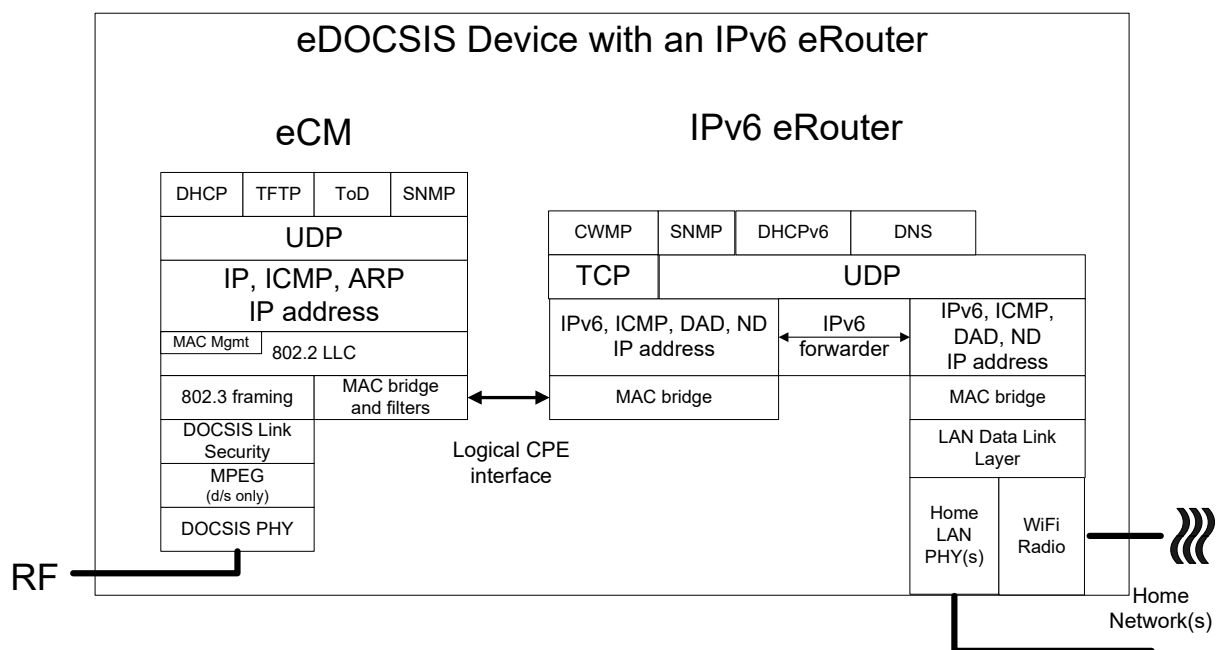 eDOCSIS Device with an IPv6 eRouter
eCM
DHCP
TFTP
ToD
SNMP
UDP
IP, ICMP, ARP
IP address
MAC Mgmt
802.2 LLC
802.3 framing
MAC bridge
and filters
DOCSIS Link
Security
MPEG
(d/s only)
DOCSIS PHY
RF
Logical CPE
interface
IPv6 eRouter
CWMP
SNMP
DHCPv6
DNS
TCP
UDP
IPv6, ICMP, DAD, ND
IP address
IPv6
forwarder
IPv6, ICMP,
DAD, ND
IP address
MAC bridge
MAC bridge
LAN Data Link
Layer
Home
LAN
PHY(s)
WiFi
Radio
Home
Network(s)